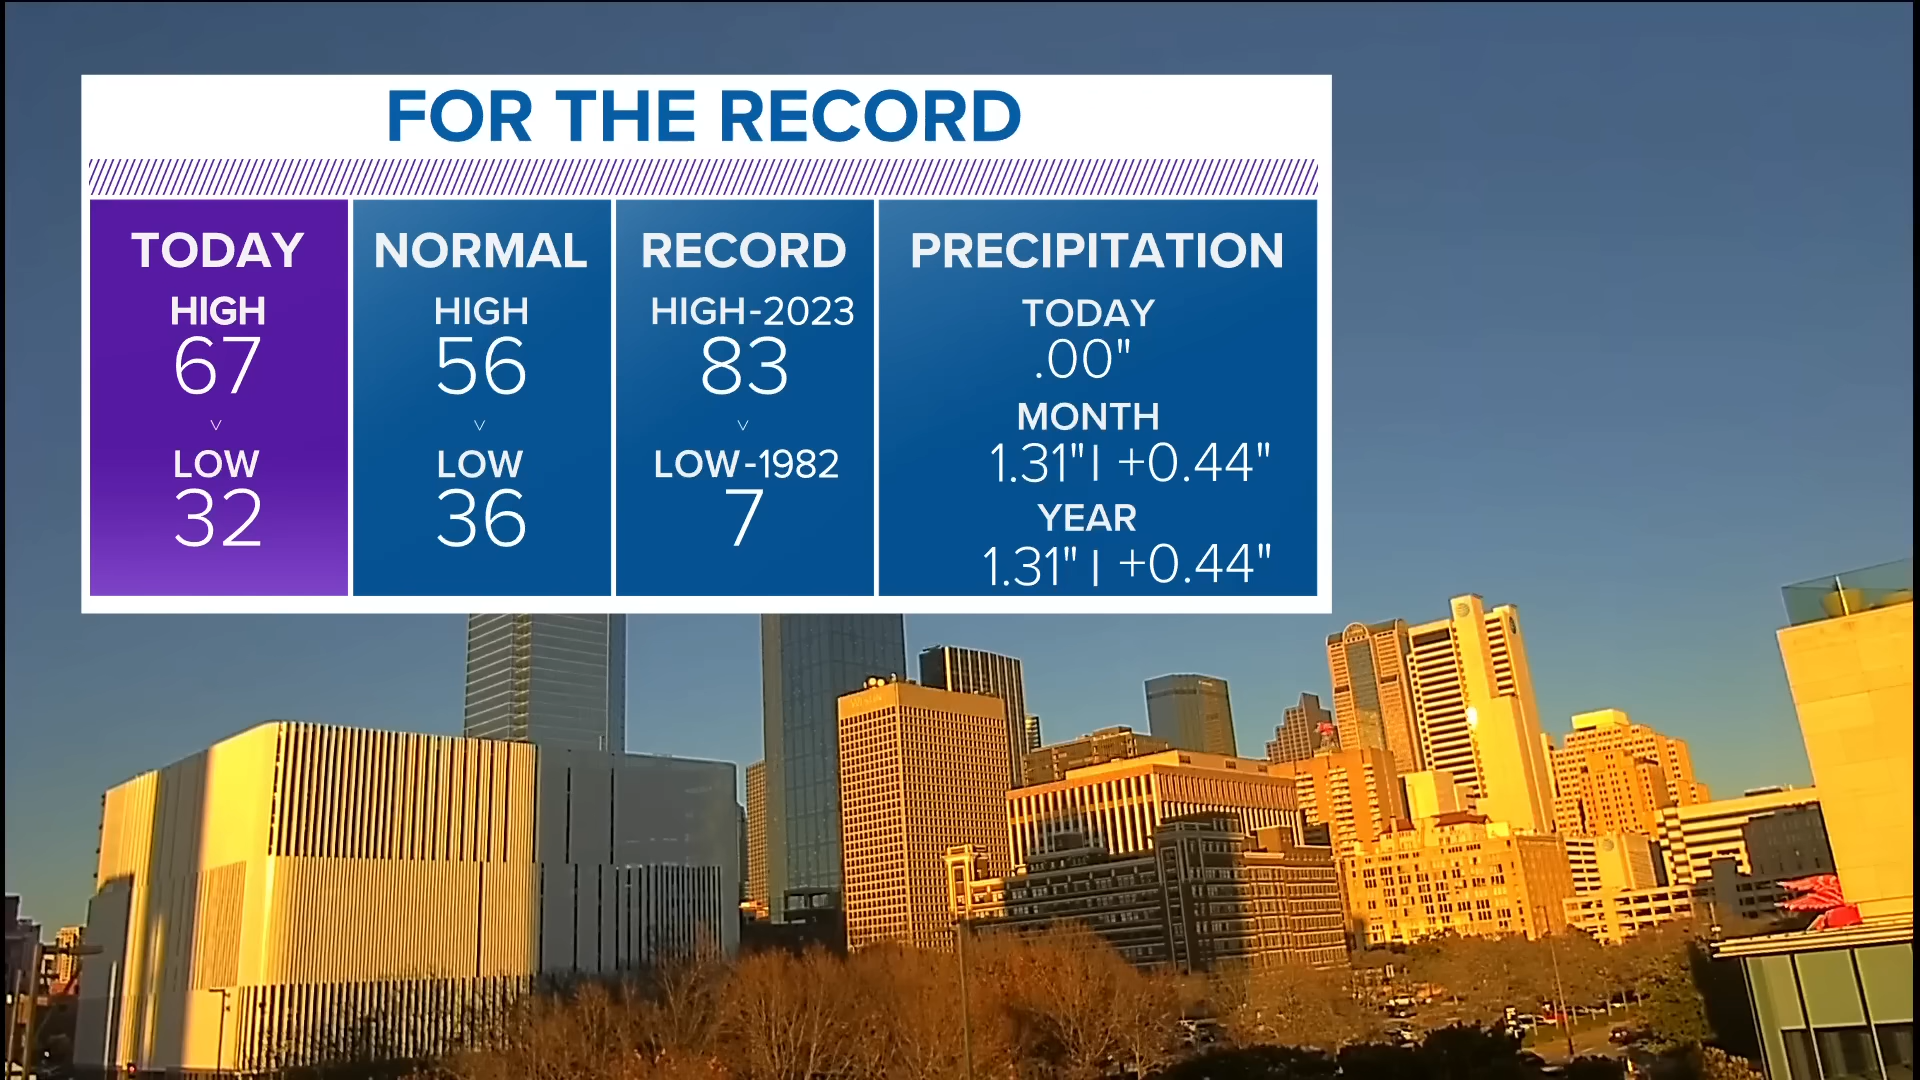 FOR THE RECORD
TODAY
HIGH
67
LOW
32
NORMAL
HIGH
56
LOW
36
RECORD
HIGH-2023
83
LOW-1982
7
PRECIPITATION
TODAY
.00"
MONTH
1.31"| +0.44"
YEAR
1.31" | +0.44"